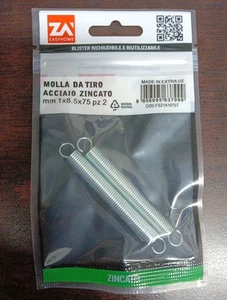 ZA
EASYHOME
BLISTER RICHIUDIBILE E RIUTILIZZABILE
MOLLA DA TIRO
ACCIAIO ZINCATO
mm 1x8.5x75 pz 2
MADE IN EXTRA UE
ZINCA